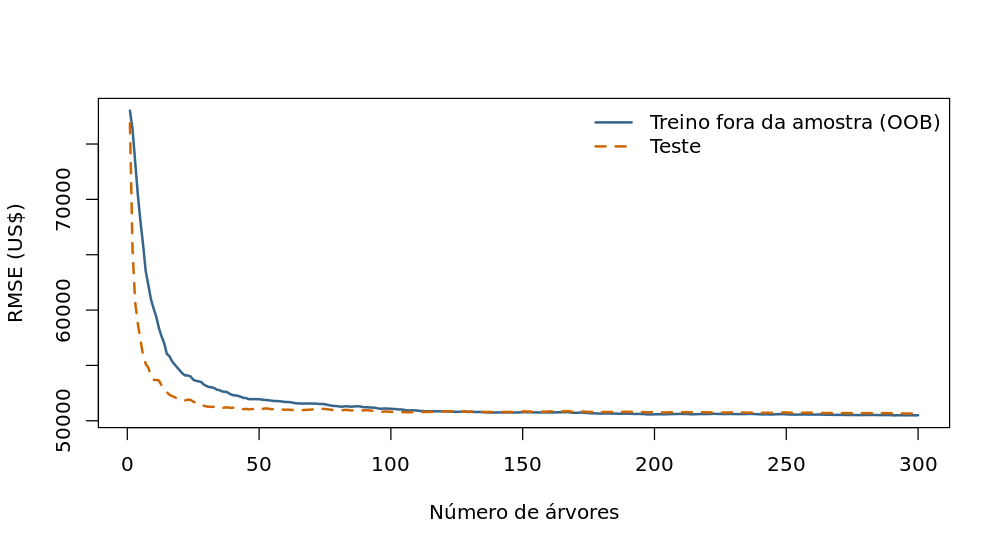 Treino fora da amostra (OOB)
Teste
RMSE (US$)
70000
60000
50000
0 50 100 150 200 250 300
Número de árvores